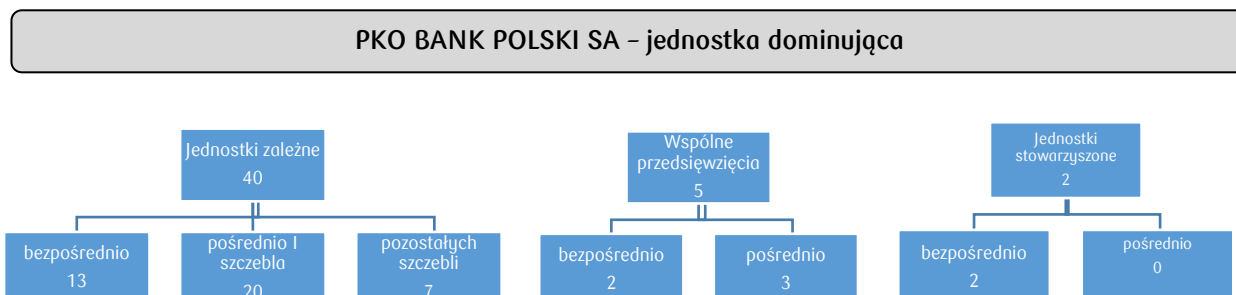 PKO BANK POLSKI SA – jednostka dominująca
Jednostki zależne
40
bezpośrednio
13
pośrednio I
szczebla
20
pozostałych
szczebli
7
Wspólne
przedsięwzięcia
5
bezpośrednio
2
pośrednio
3
Jednostki
stowarzyszone
2
bezpośrednio
2
pośrednio
0